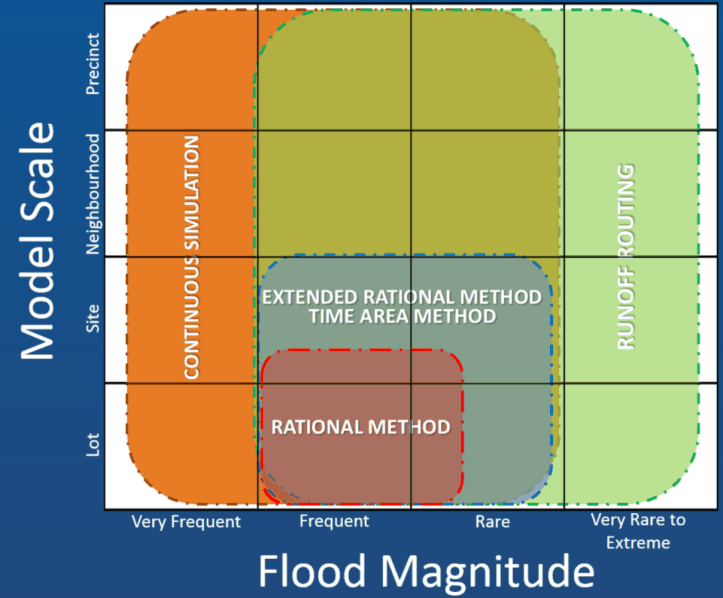 Model Scale
Precinct
Neighbourhood
Site
Lot
CONTINUOUS SIMULATION
EXTENDED RATIONAL METHOD
TIME AREA METHOD
RATIONAL METHOD
RUNOFF ROUTING
Very Frequent
Frequent
Rare
Very Rare to
Extreme
Flood Magnitude